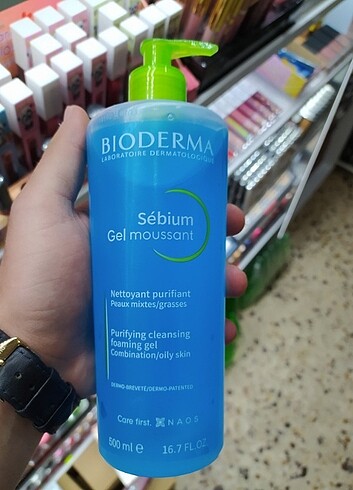 BIODERMA
LABORATOIRE DERMATOLOGIQUE
Sébium
Gel moussant
Nettoyant purifiant
Peaux mixtes/grasses
Purifying cleansing
foaming gel
Combination/oily skin
DERMO-BREVETÉ/DERMO-PATENTED
Care first. NAOS
500 ml e 16.7 FL.OZ